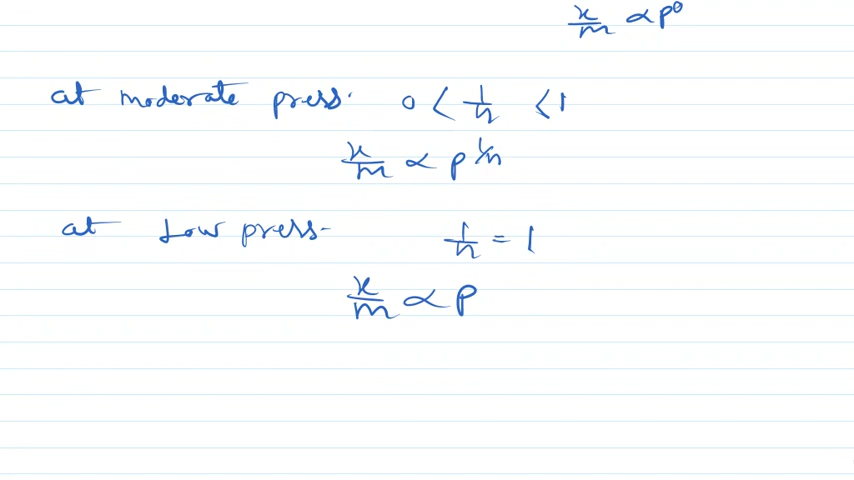 x/m ∝ p⁰
at moderate press. 0 < 1/n < 1
x/m ∝ p^1/n
at Low press- 1/n = 1
x/m ∝ p